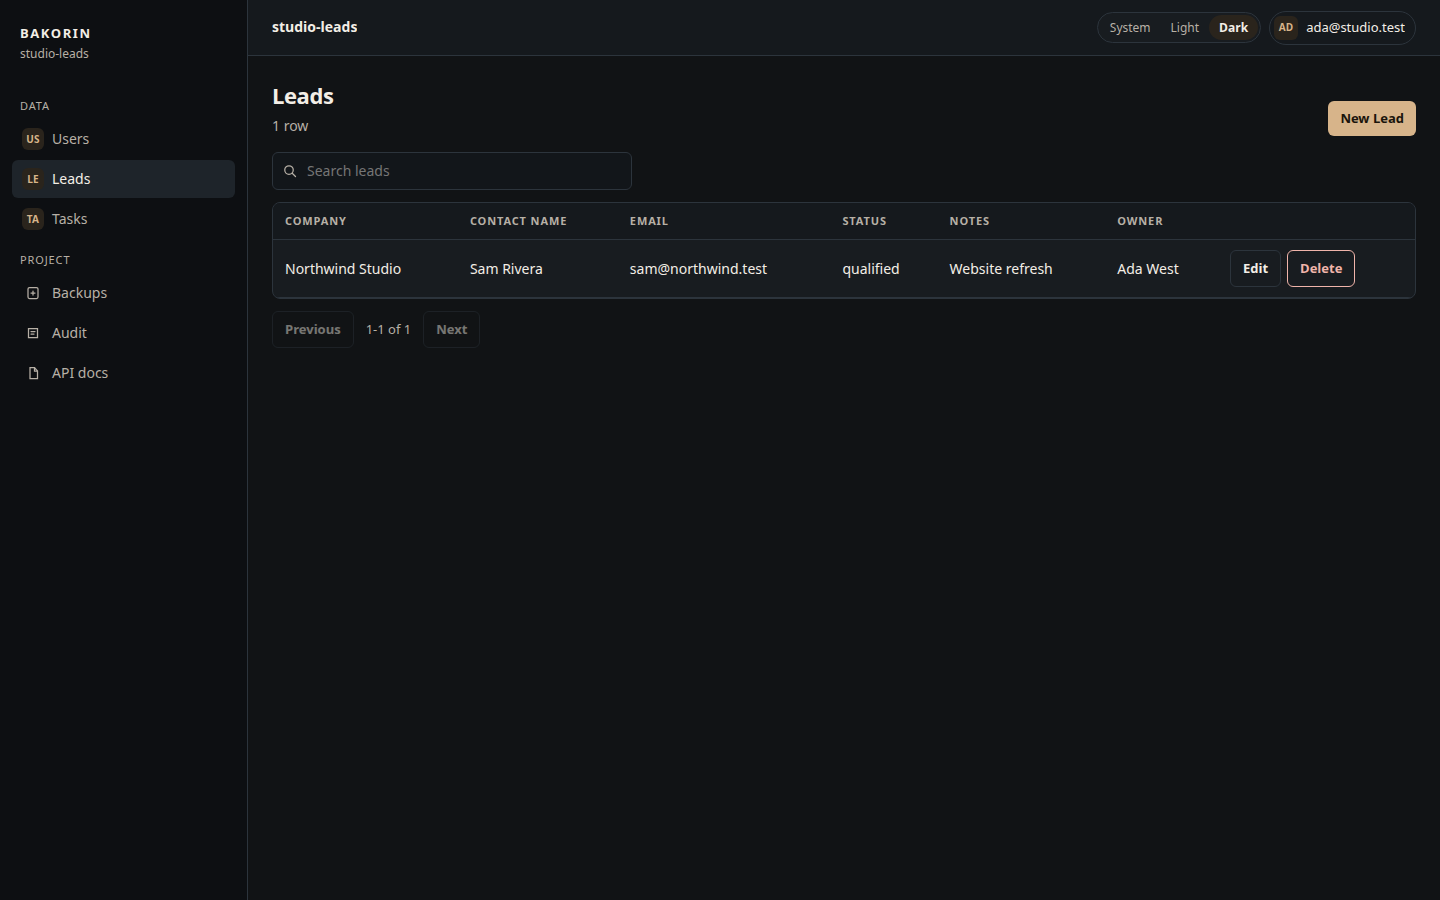 BAKORIN
studio-leads
DATA
US Users
LE Leads
TA Tasks
PROJECT
Backups
Audit
API docs
studio-leads
System Light Dark AD ada@studio.test
Leads
1 row
New Lead
Search leads
COMPANY CONTACT NAME EMAIL STATUS NOTES OWNER
Northwind Studio Sam Rivera sam@northwind.test qualified Website refresh Ada West Edit Delete
Previous 1-1 of 1 Next